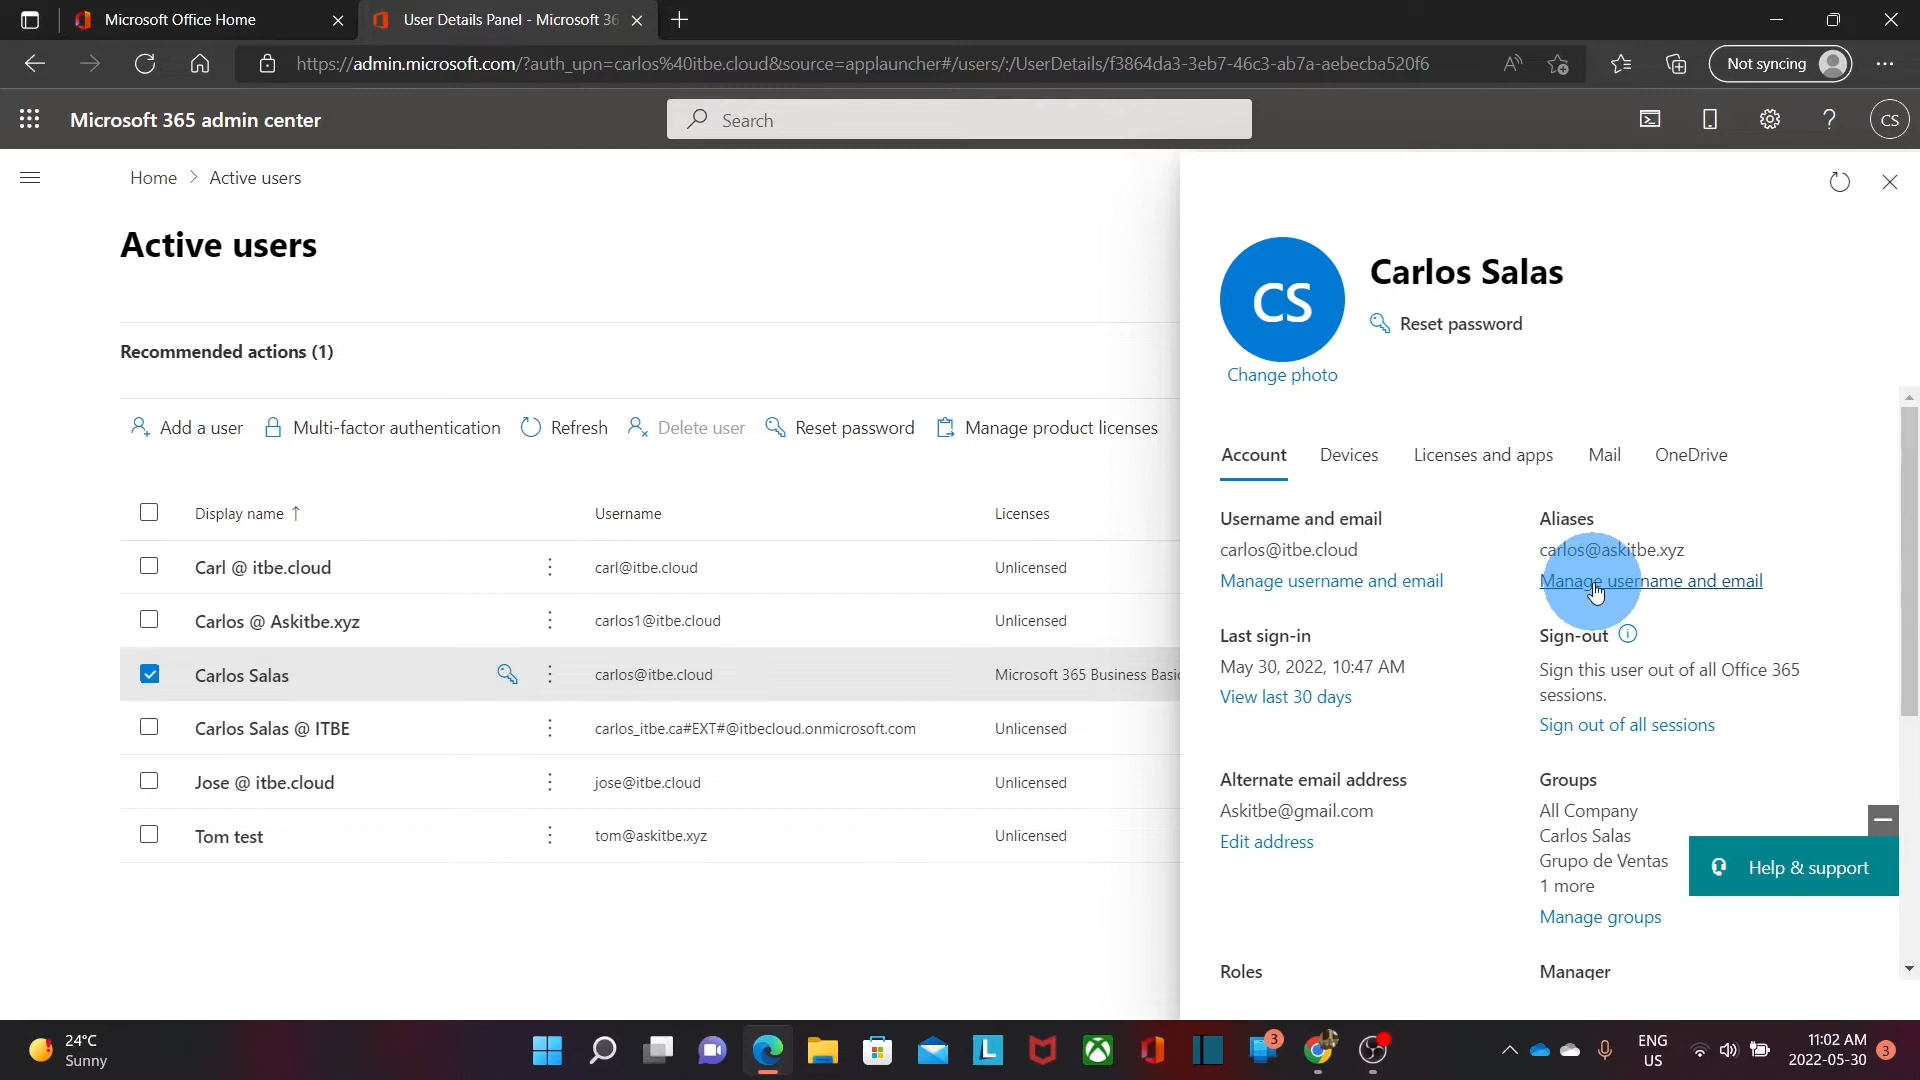 Microsoft Office Home
User Details Panel - Microsoft 36
https://admin.microsoft.com/?auth_upn=carlos%40itbe.cloud&source=applauncher#/users/:/UserDetails/f3864da3-3eb7-46c3-ab7a-aebecba520f6
Not syncing
Microsoft 365 admin center
Search
CS
Home > Active users
Active users
Recommended actions (1)
Add a user
Multi-factor authentication
Refresh
Delete user
Reset password
Manage product licenses
Display name ↑
Username
Licenses
Carl @ itbe.cloud
carl@itbe.cloud
Unlicensed
Carlos @ Askitbe.xyz
carlos1@itbe.cloud
Unlicensed
Carlos Salas
carlos@itbe.cloud
Microsoft 365 Business Basic
Carlos Salas @ ITBE
carlos_itbe.ca#EXT#@itbecloud.onmicrosoft.com
Unlicensed
Jose @ itbe.cloud
jose@itbe.cloud
Unlicensed
Tom test
tom@askitbe.xyz
Unlicensed
CS
Carlos Salas
Reset password
Change photo
Account
Devices
Licenses and apps
Mail
OneDrive
Username and email
carlos@itbe.cloud
Manage username and email
Aliases
carlos@askitbe.xyz
Manage username and email
Last sign-in
May 30, 2022, 10:47 AM
View last 30 days
Sign-out
Sign this user out of all Office 365
sessions.
Sign out of all sessions
Alternate email address
Askitbe@gmail.com
Edit address
Groups
All Company
Carlos Salas
Grupo de Ventas
1 more
Manage groups
Help & support
Roles
Manager
24°C
Sunny
L
3
ENG
US
11:02 AM
2022-05-30
3